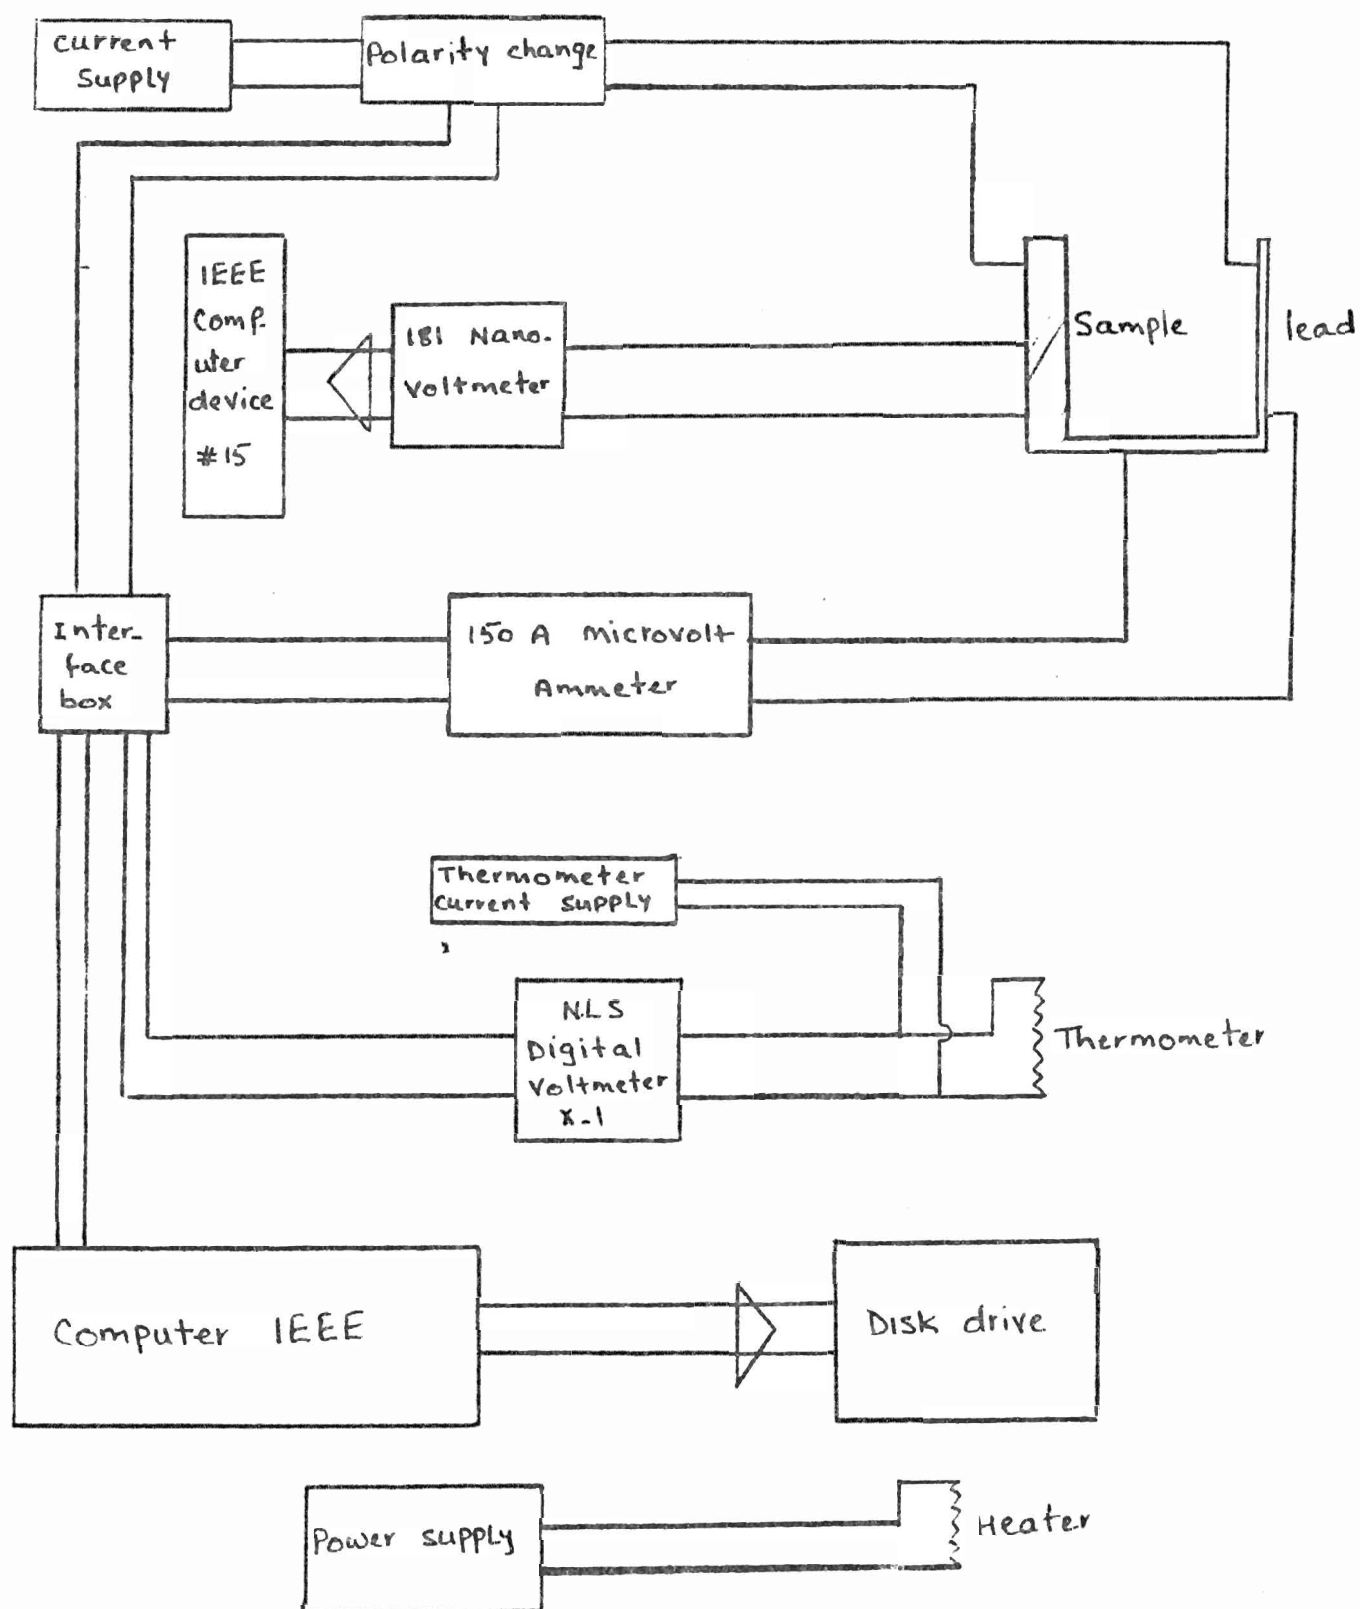 current
Supply
Polarity change
IEEE
Comp-
uter
device
#15
181 Nano-
Voltmeter
Sample
lead
Inter-
face
box
150 A microvolt
Ammeter
Thermometer
current supply
N.L.S
Digital
Voltmeter
X-1
Thermometer
Computer IEEE
Disk drive
Power supply
Heater